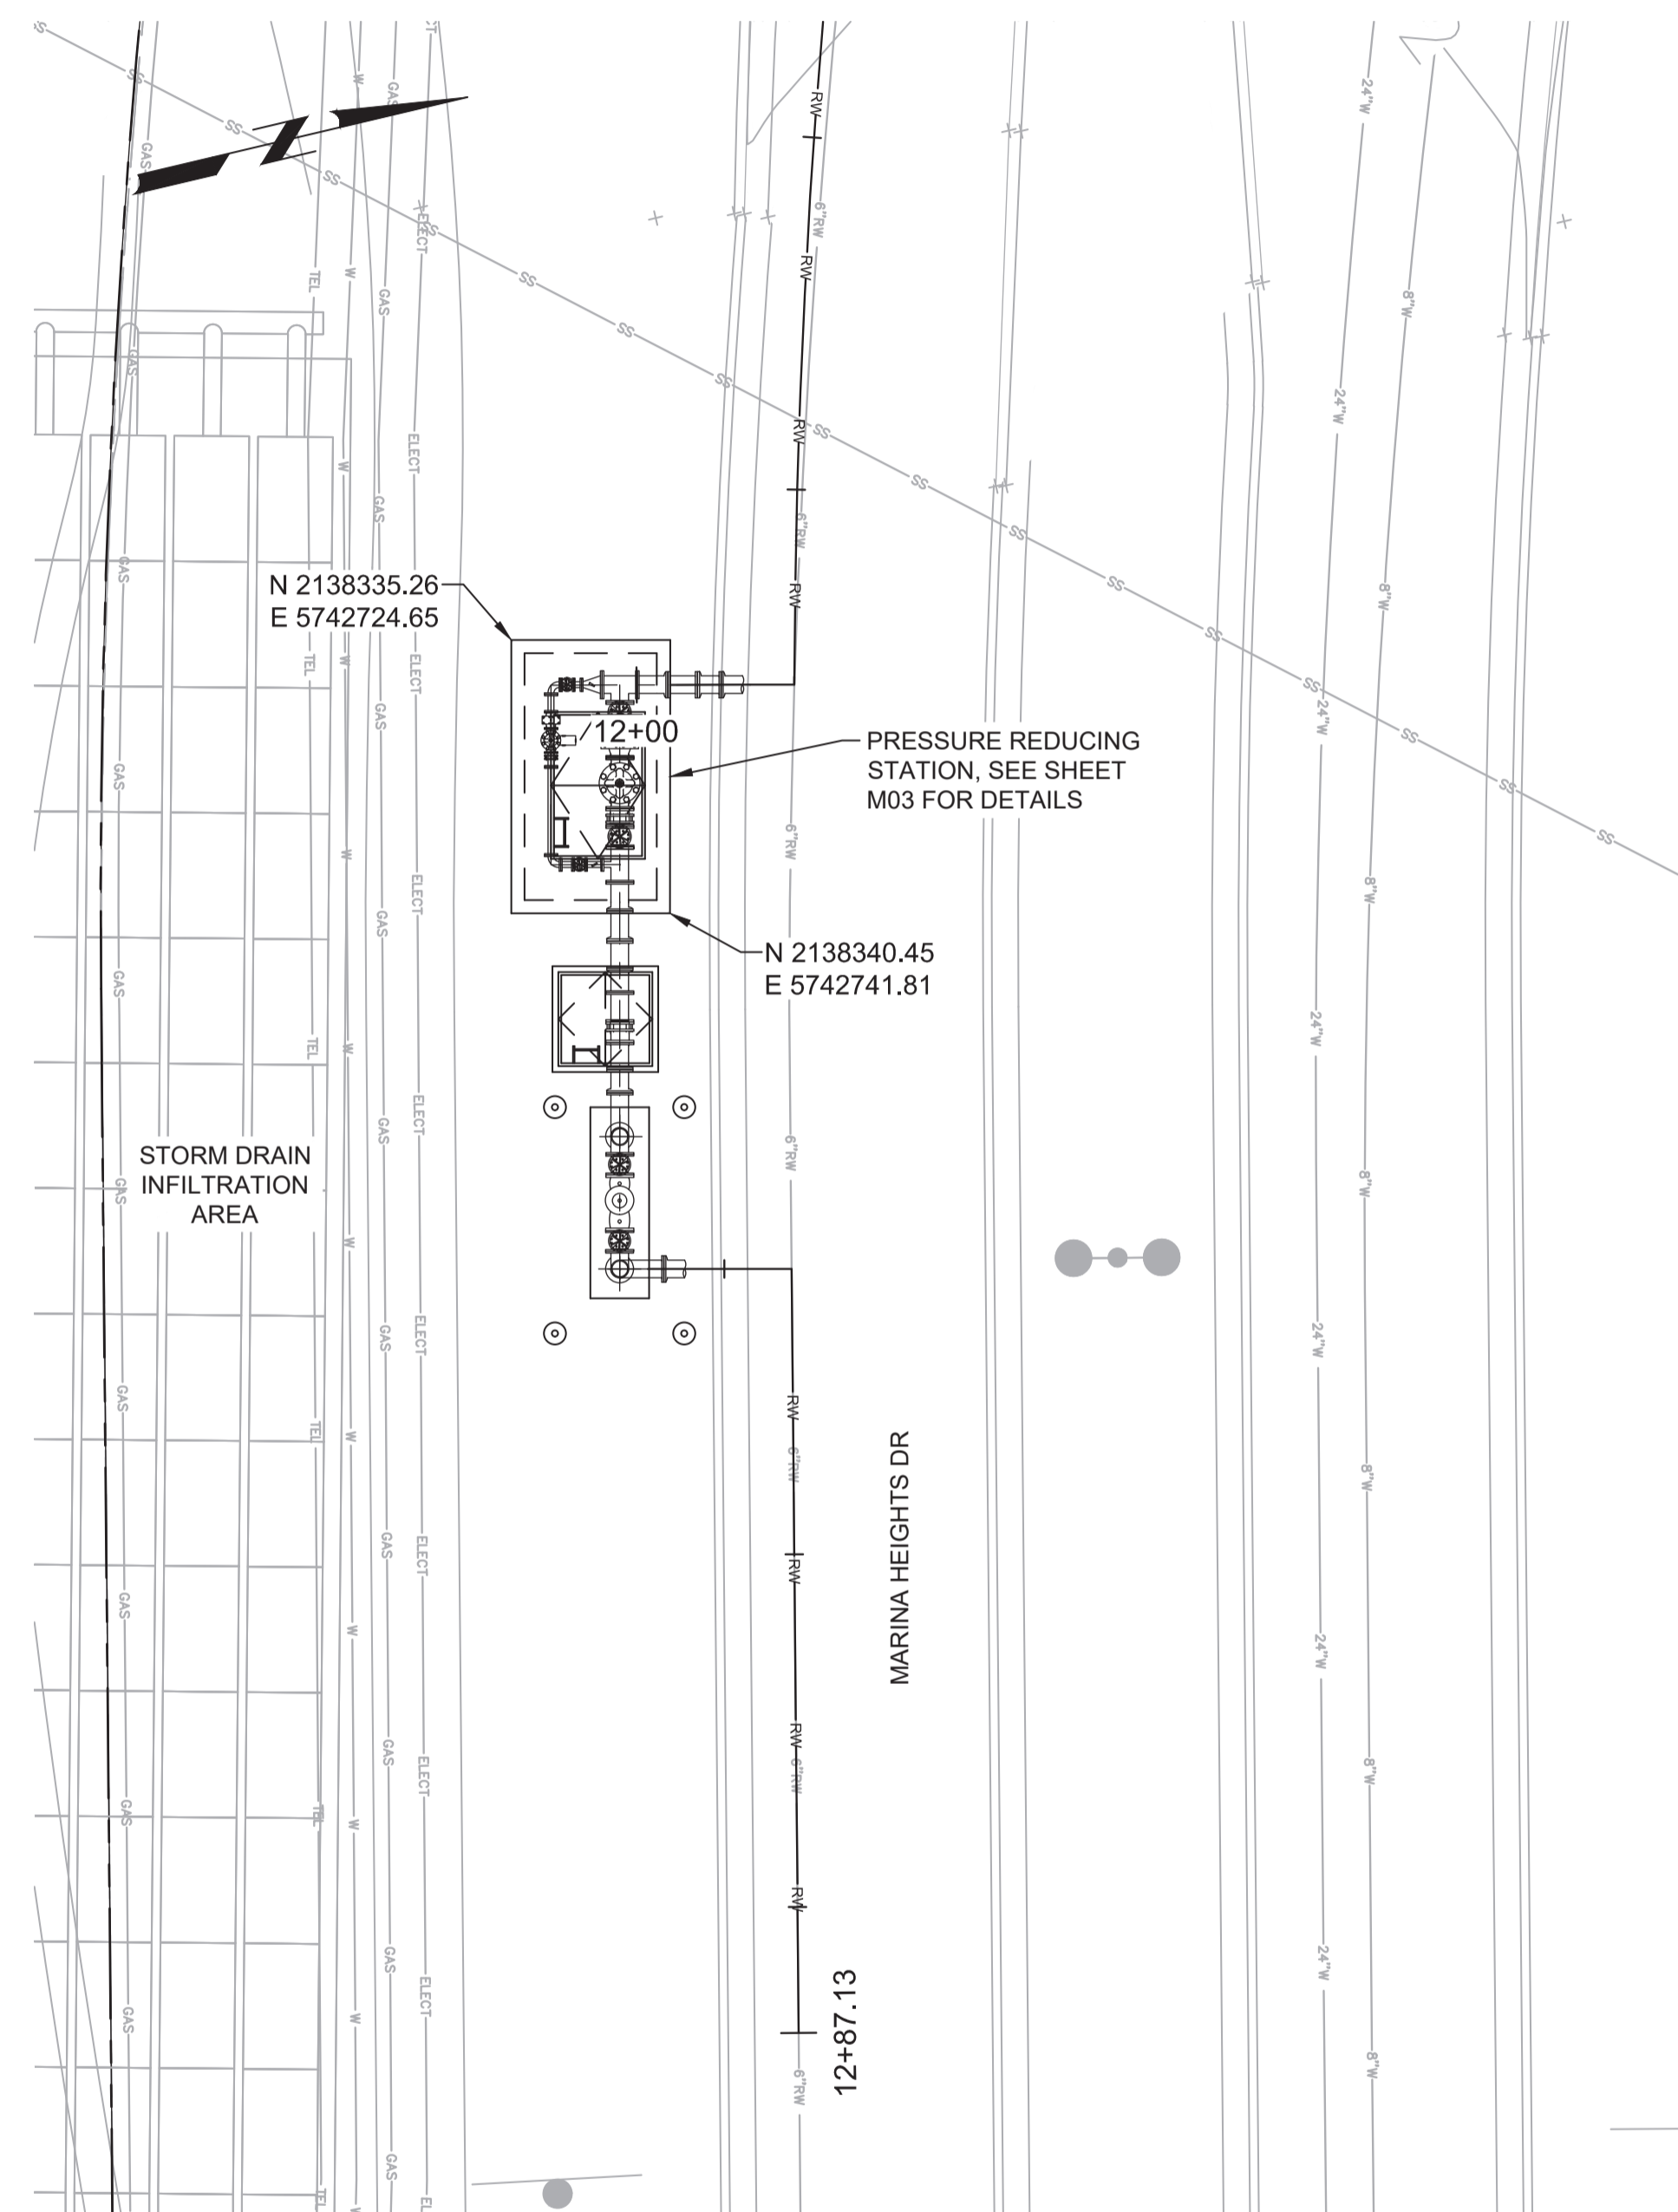 N 2138335.26
E 5742724.65
12+00
PRESSURE REDUCING
STATION, SEE SHEET
M03 FOR DETAILS
N 2138340.45
E 5742741.81
STORM DRAIN
INFILTRATION
AREA
MARINA HEIGHTS DR
12+87.13
SS
GAS
TEL
W
GAS
ELECT
RW
6"RW
24"W
8"W